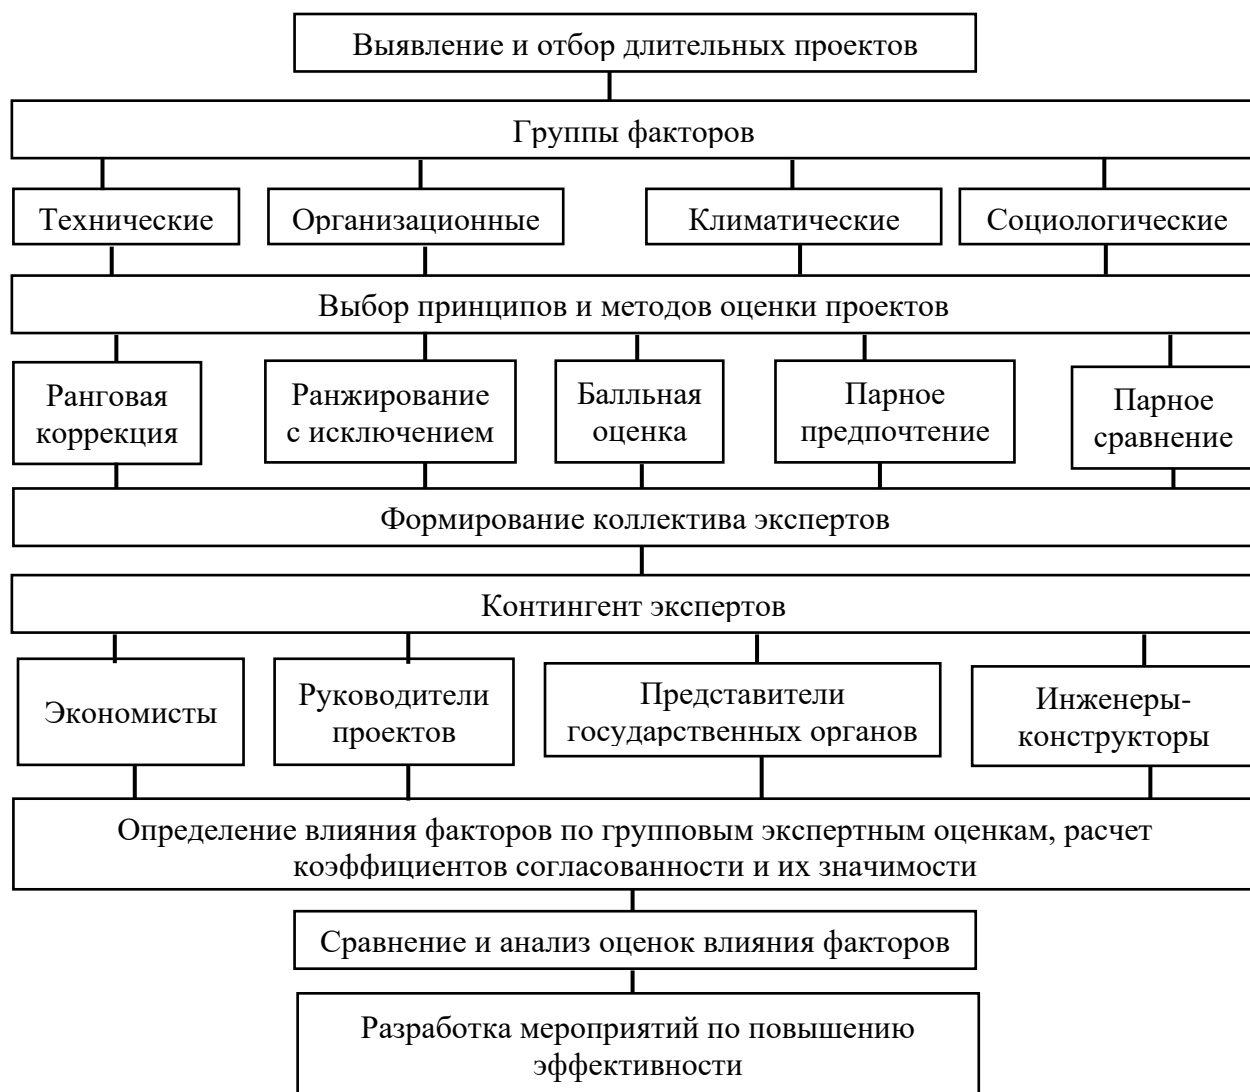 Выявление и отбор длительных проектов
Группы факторов
Технические
Организационные
Климатические
Социологические
Выбор принципов и методов оценки проектов
Ранговая
коррекция
Ранжирование
с исключением
Балльная
оценка
Парное
предпочтение
Парное
сравнение
Формирование коллектива экспертов
Контингент экспертов
Экономисты
Руководители
проектов
Представители
государственных органов
Инженеры-
конструкторы
Определение влияния факторов по групповым экспертным оценкам, расчет
коэффициентов согласованности и их значимости
Сравнение и анализ оценок влияния факторов
Разработка мероприятий по повышению
эффективности